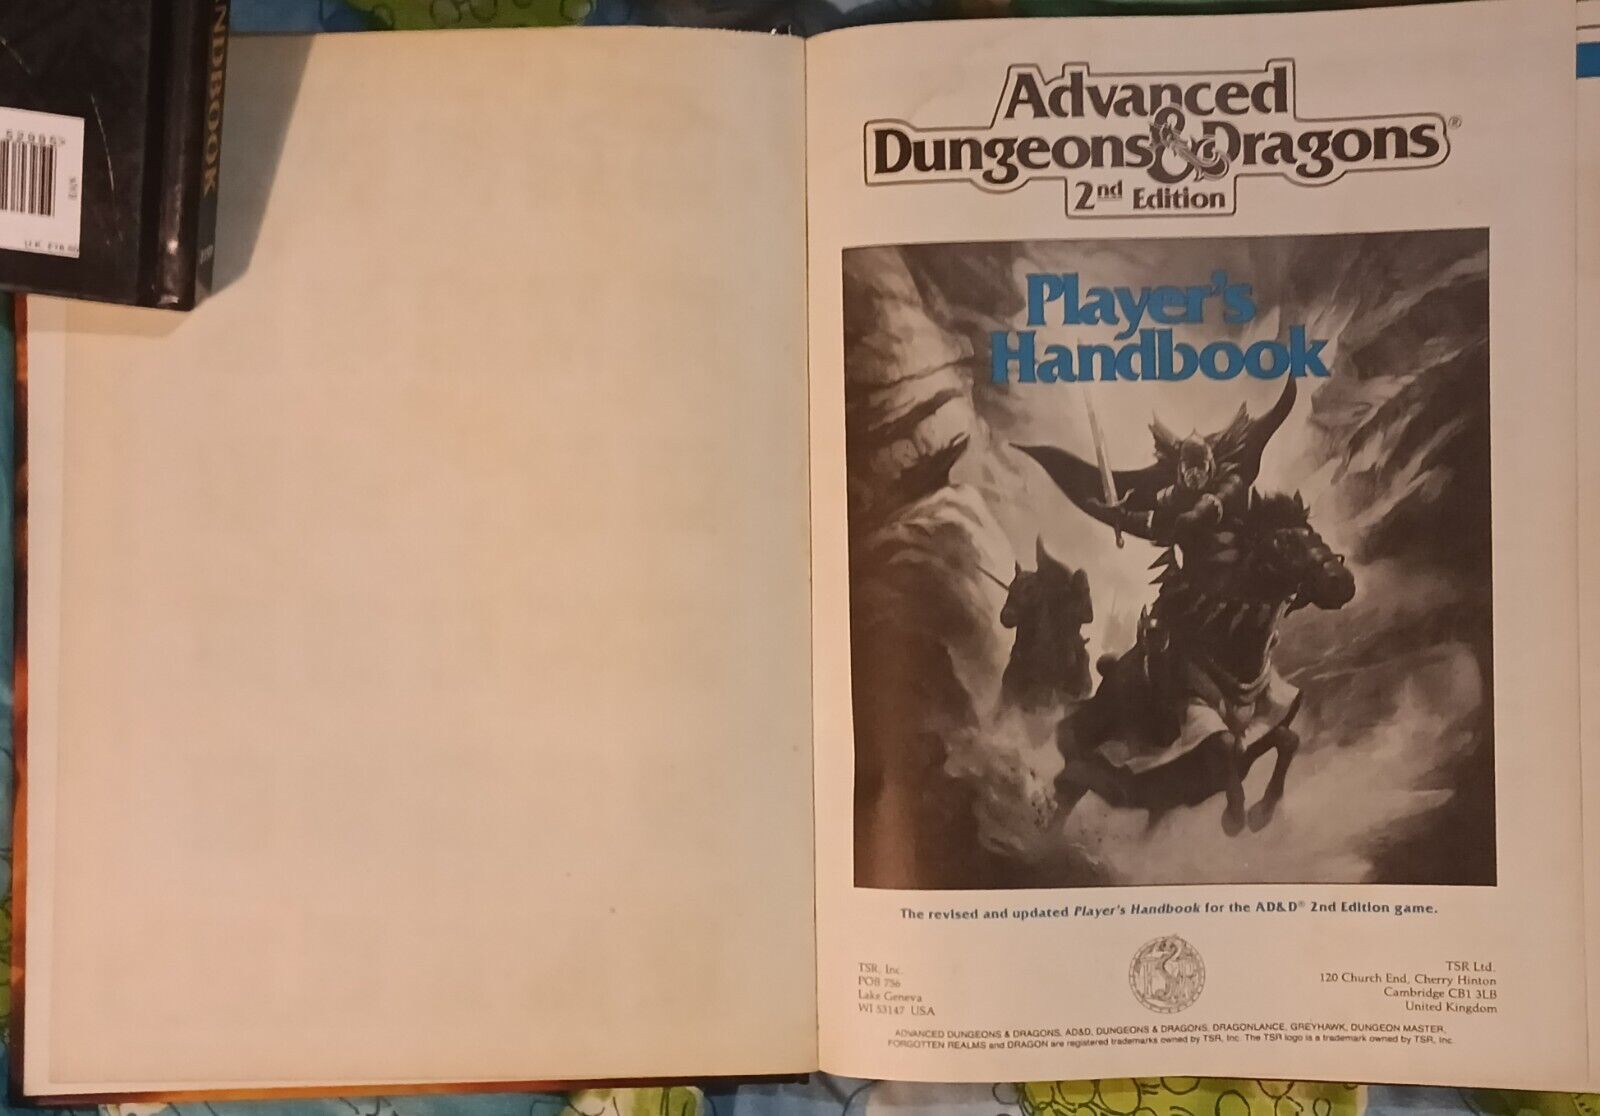 HANDBOOK
52995>
Advanced
Dungeons & Dragons®
2nd Edition
Player's
Handbook
The revised and updated Player's Handbook for the AD&D® 2nd Edition game.
TSR, Inc.
POB 756
Lake Geneva
WI 53147 USA
TSR
TSR Ltd.
120 Church End, Cherry Hinton
Cambridge CB1 3LB
United Kingdom
ADVANCED DUNGEONS & DRAGONS, AD&D, DUNGEONS & DRAGONS, DRAGONLANCE, GREYHAWK, DUNGEON MASTER,
FORGOTTEN REALMS and DRAGON are registered trademarks owned by TSR, Inc. The TSR logo is a trademark owned by TSR, Inc.